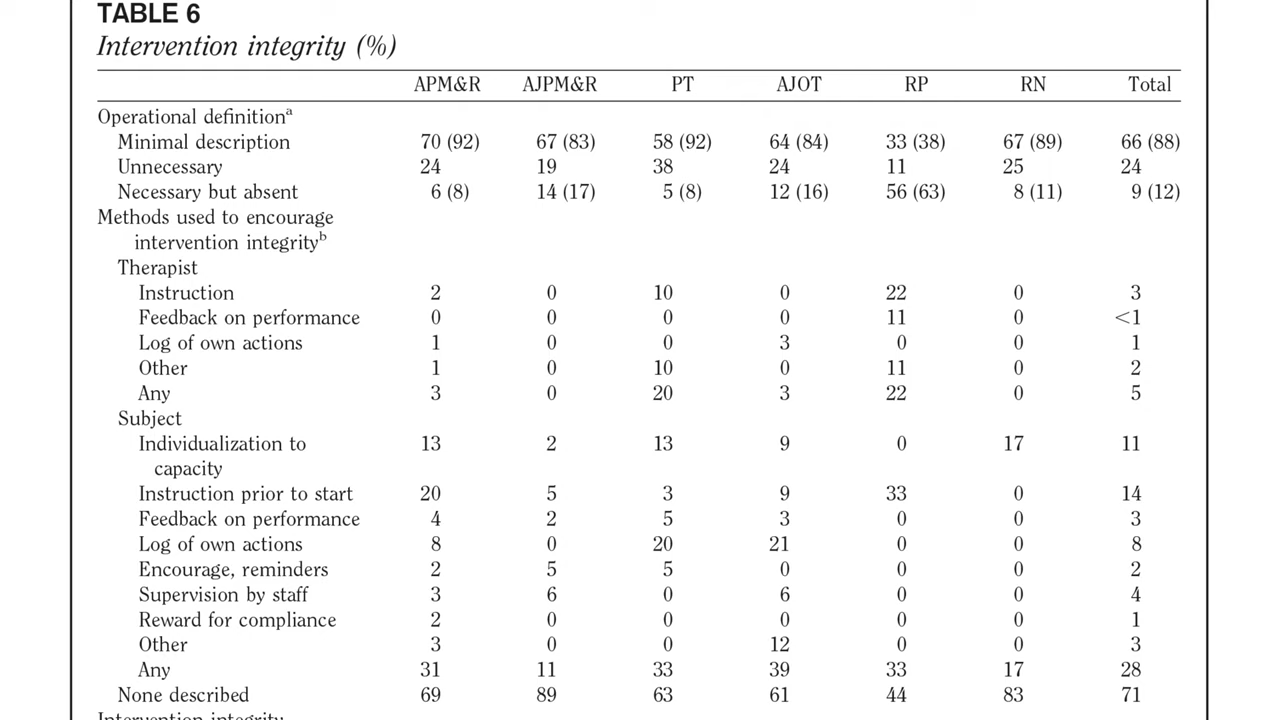 TABLE 6
Intervention integrity (%)
APM&R AJPM&R PT AJOT RP RN Total
Operational definitionᵃ
Minimal description 70 (92) 67 (83) 58 (92) 64 (84) 33 (38) 67 (89) 66 (88)
Unnecessary 24 19 38 24 11 25 24
Necessary but absent 6 (8) 14 (17) 5 (8) 12 (16) 56 (63) 8 (11) 9 (12)
Methods used to encourage
intervention integrityᵇ
Therapist
Instruction 2 0 10 0 22 0 3
Feedback on performance 0 0 0 0 11 0 <1
Log of own actions 1 0 0 3 0 0 1
Other 1 0 10 0 11 0 2
Any 3 0 20 3 22 0 5
Subject
Individualization to 13 2 13 9 0 17 11
capacity
Instruction prior to start 20 5 3 9 33 0 14
Feedback on performance 4 2 5 3 0 0 3
Log of own actions 8 0 20 21 0 0 8
Encourage, reminders 2 5 5 0 0 0 2
Supervision by staff 3 6 0 6 0 0 4
Reward for compliance 2 0 0 0 0 0 1
Other 3 0 0 12 0 0 3
Any 31 11 33 39 33 17 28
None described 69 89 63 61 44 83 71
Intervention integrity